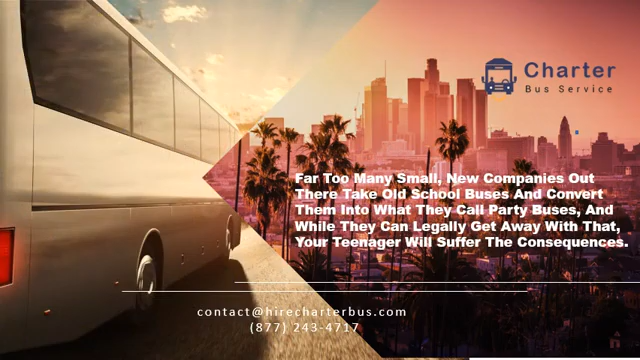 Charter
Bus Service
Far Too Many Small, New Companies Out
There Take Old School Buses And Convert
Them Into What They Call Party Buses, And
While They Can Legally Get Away With That,
Your Teenager Will Suffer The Consequences.
contact@hirecharterbus.com
(877) 243-4717